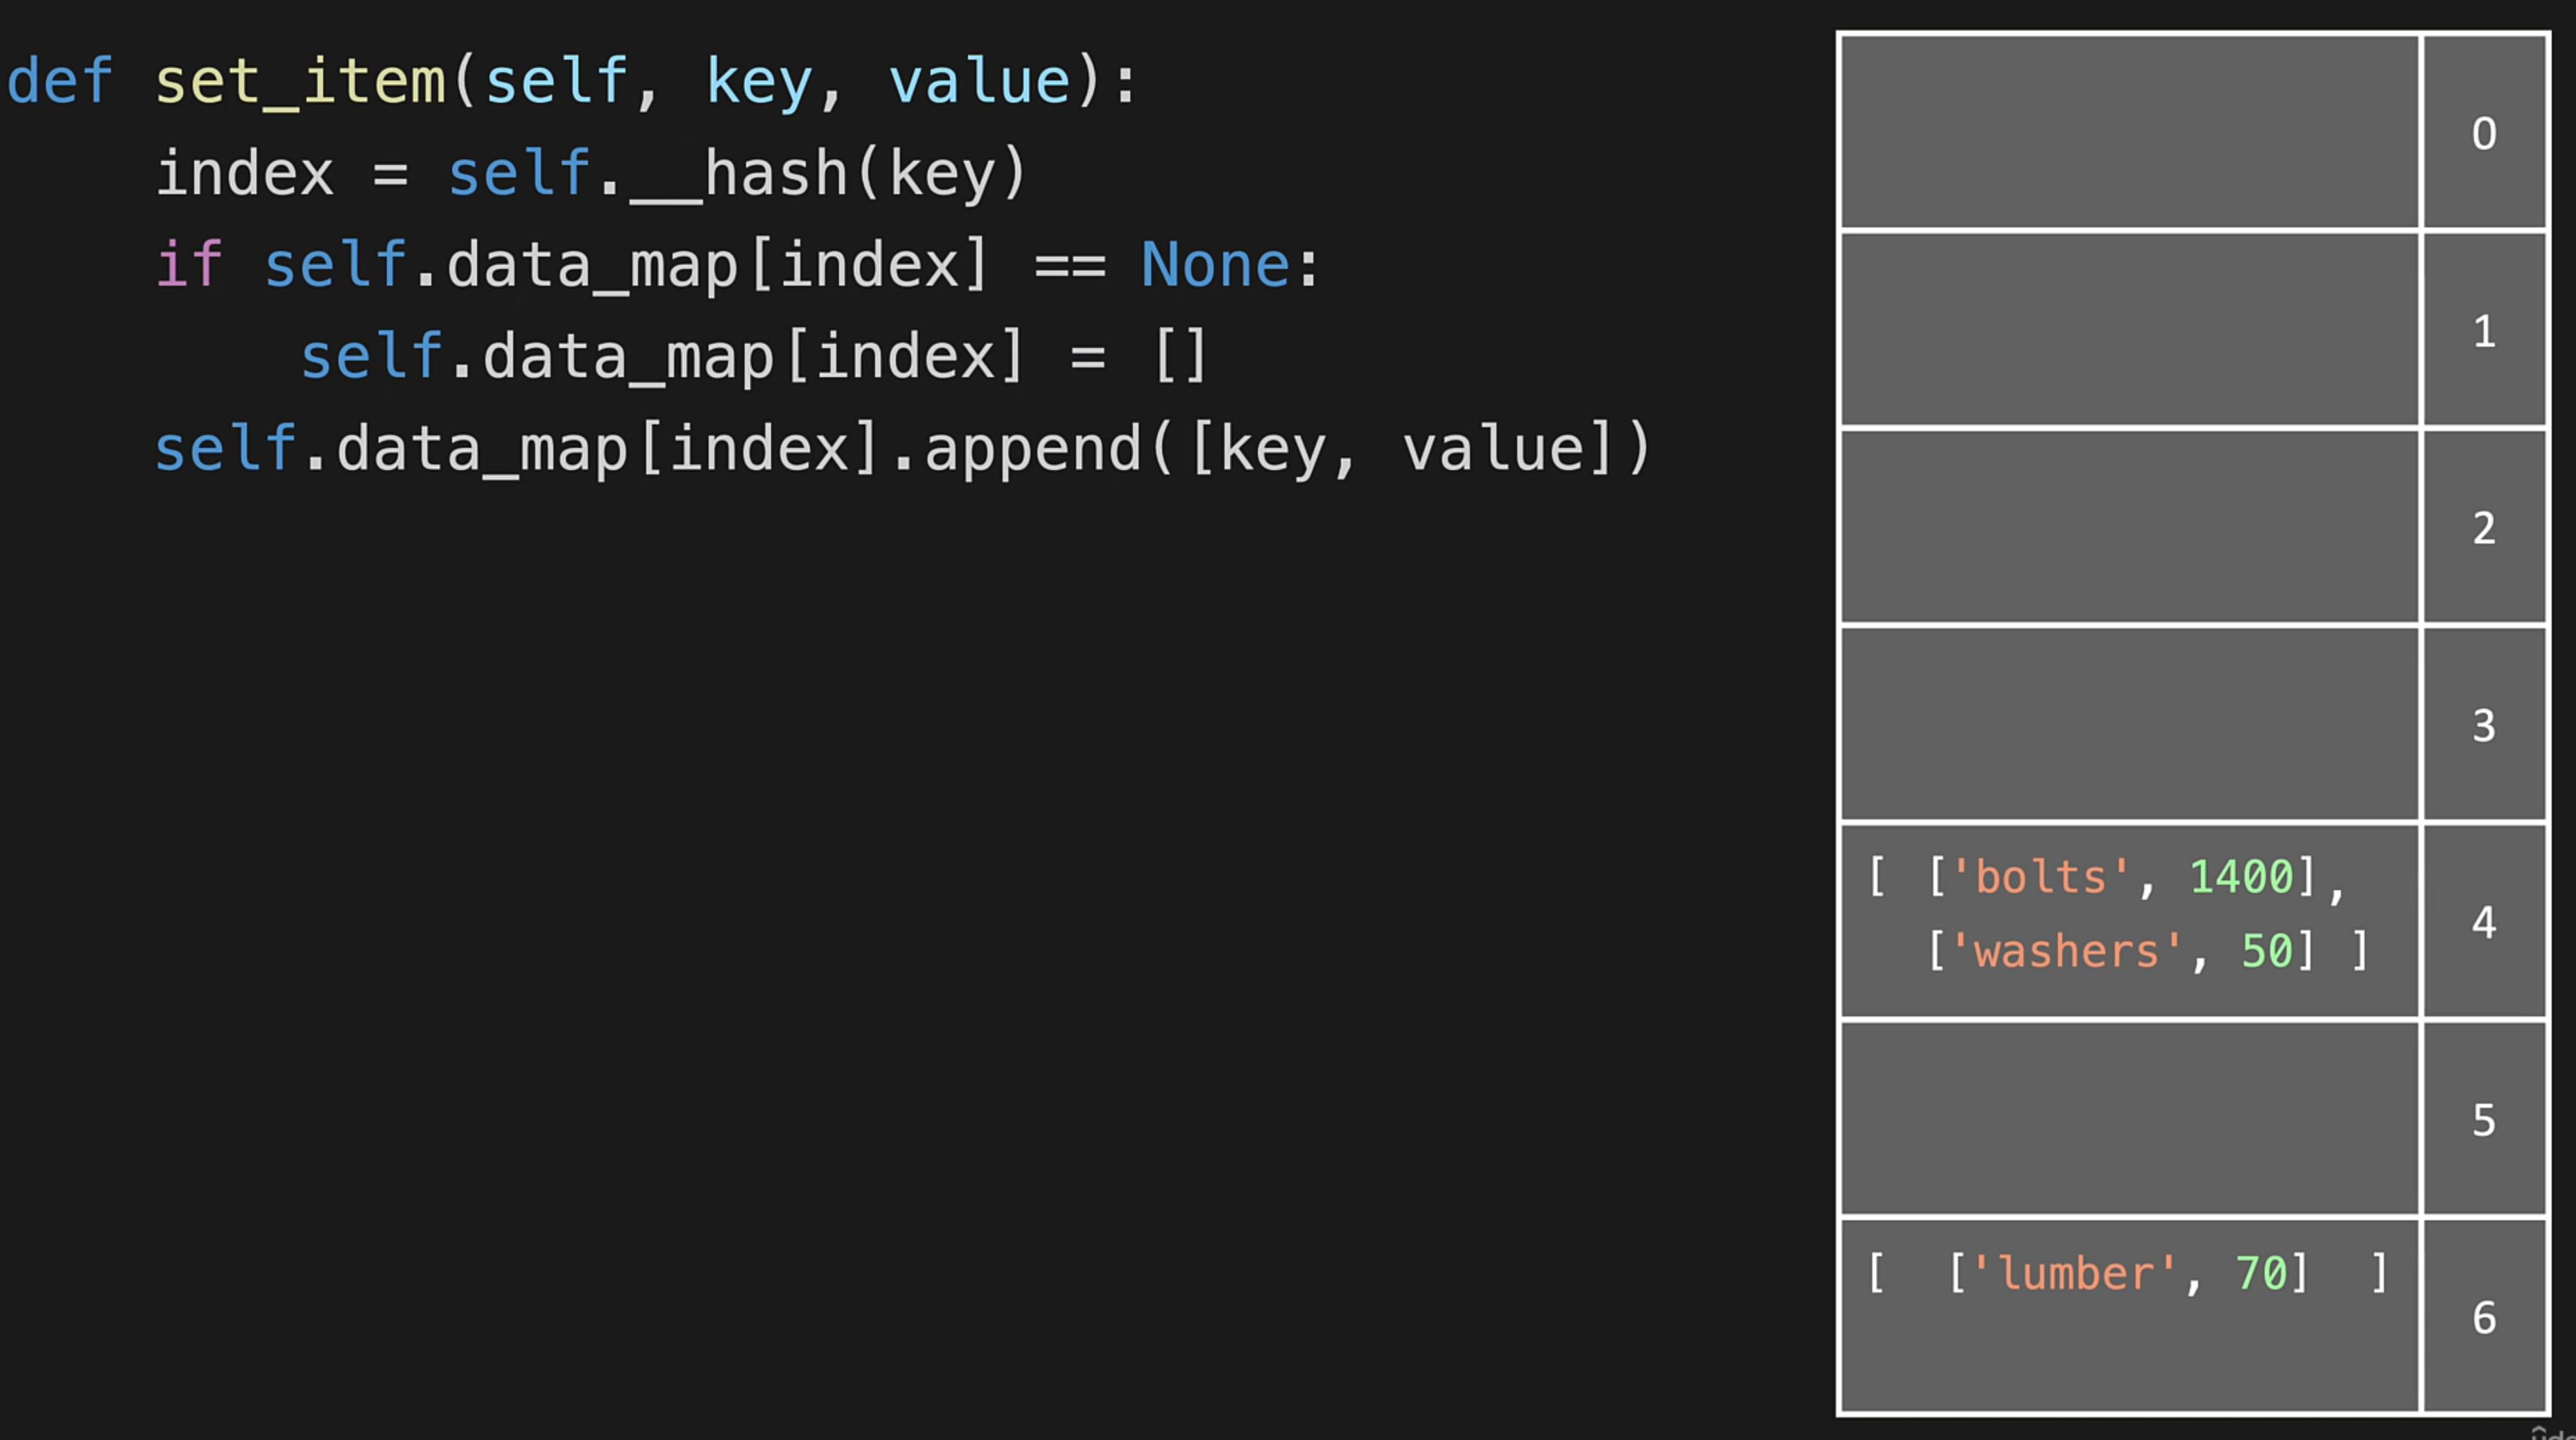 def set_item(self, key, value):
    index = self.__hash(key)
    if self.data_map[index] == None:
        self.data_map[index] = []
    self.data_map[index].append([key, value])
0
1
2
3
[ ['bolts', 1400],
  ['washers', 50] ]
4
5
[  ['lumber', 70]  ]
6